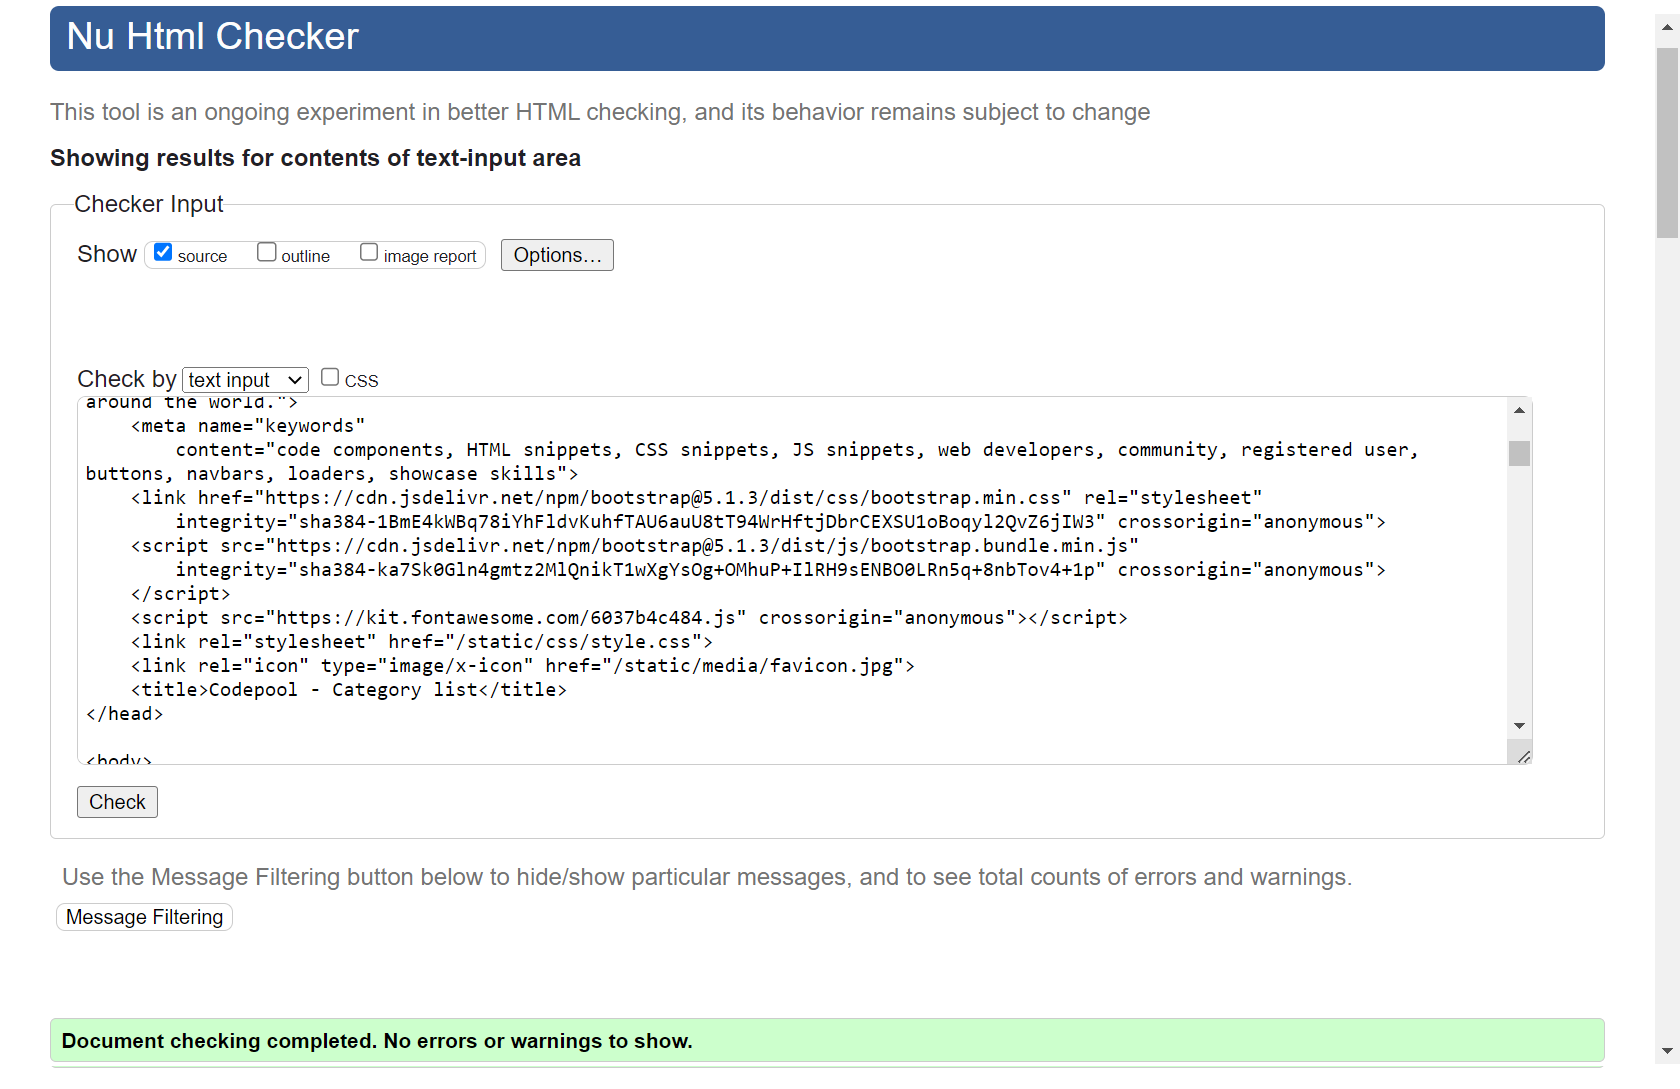 Nu Html Checker
This tool is an ongoing experiment in better HTML checking, and its behavior remains subject to change
Showing results for contents of text-input area
Checker Input
Show source outline image report Options...
Check by text input CSS
around the world.">
<meta name="keywords"
content="code components, HTML snippets, CSS snippets, JS snippets, web developers, community, registered user,
buttons, navbars, loaders, showcase skills">
<link href="https://cdn.jsdelivr.net/npm/bootstrap@5.1.3/dist/css/bootstrap.min.css" rel="stylesheet"
integrity="sha384-1BmE4kWBq78iYhFldvKuhfTAU6auU8tT94WrHftjDbrCEXSU1oBoqyl2QvZ6jIW3" crossorigin="anonymous">
<script src="https://cdn.jsdelivr.net/npm/bootstrap@5.1.3/dist/js/bootstrap.bundle.min.js"
integrity="sha384-ka7Sk0Gln4gmtz2MlQnikT1wXgYsOg+OMhuP+IlRH9sENBO0LRn5q+8nbTov4+1p" crossorigin="anonymous">
</script>
<script src="https://kit.fontawesome.com/6037b4c484.js" crossorigin="anonymous"></script>
<link rel="stylesheet" href="/static/css/style.css">
<link rel="icon" type="image/x-icon" href="/static/media/favicon.jpg">
<title>Codepool - Category list</title>
</head>
<body>
Check
Use the Message Filtering button below to hide/show particular messages, and to see total counts of errors and warnings.
Message Filtering
Document checking completed. No errors or warnings to show.